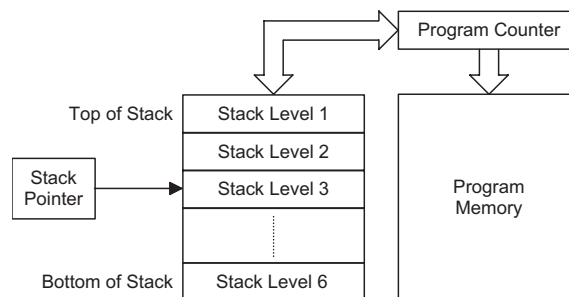 Program Counter
Top of Stack
Stack Level 1
Stack Level 2
Stack
Pointer
Stack Level 3
Program
Memory
Bottom of Stack
Stack Level 6